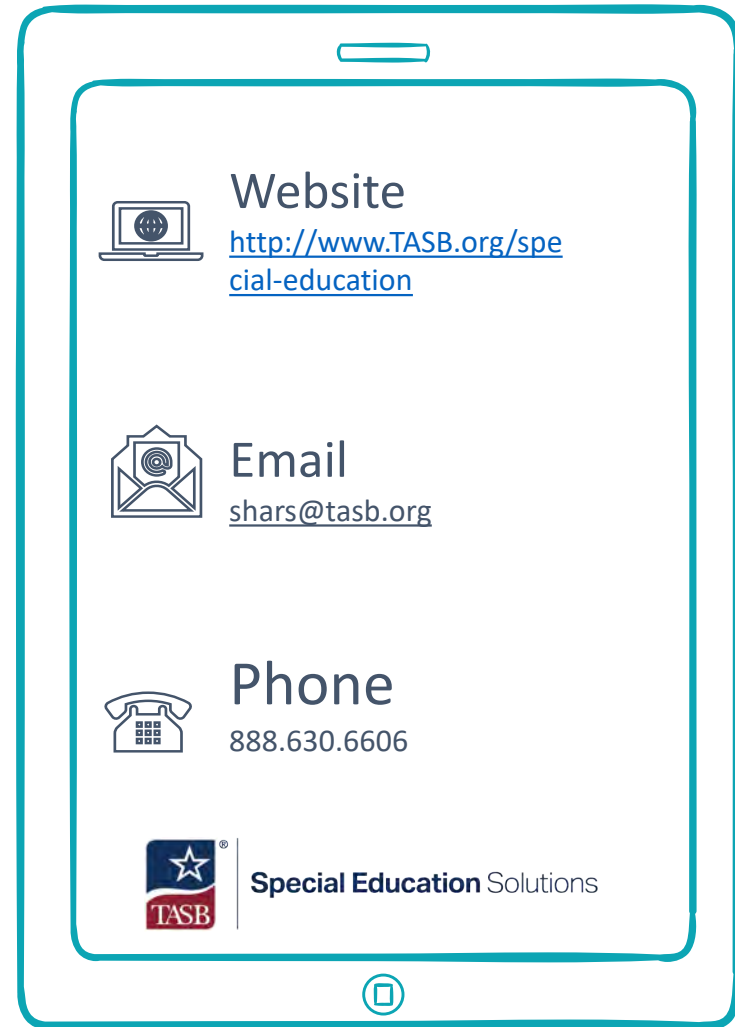 Website
http://www.TASB.org/spe
cial-education
Email
shars@tasb.org
Phone
888.630.6606
TASB ®
Special Education Solutions